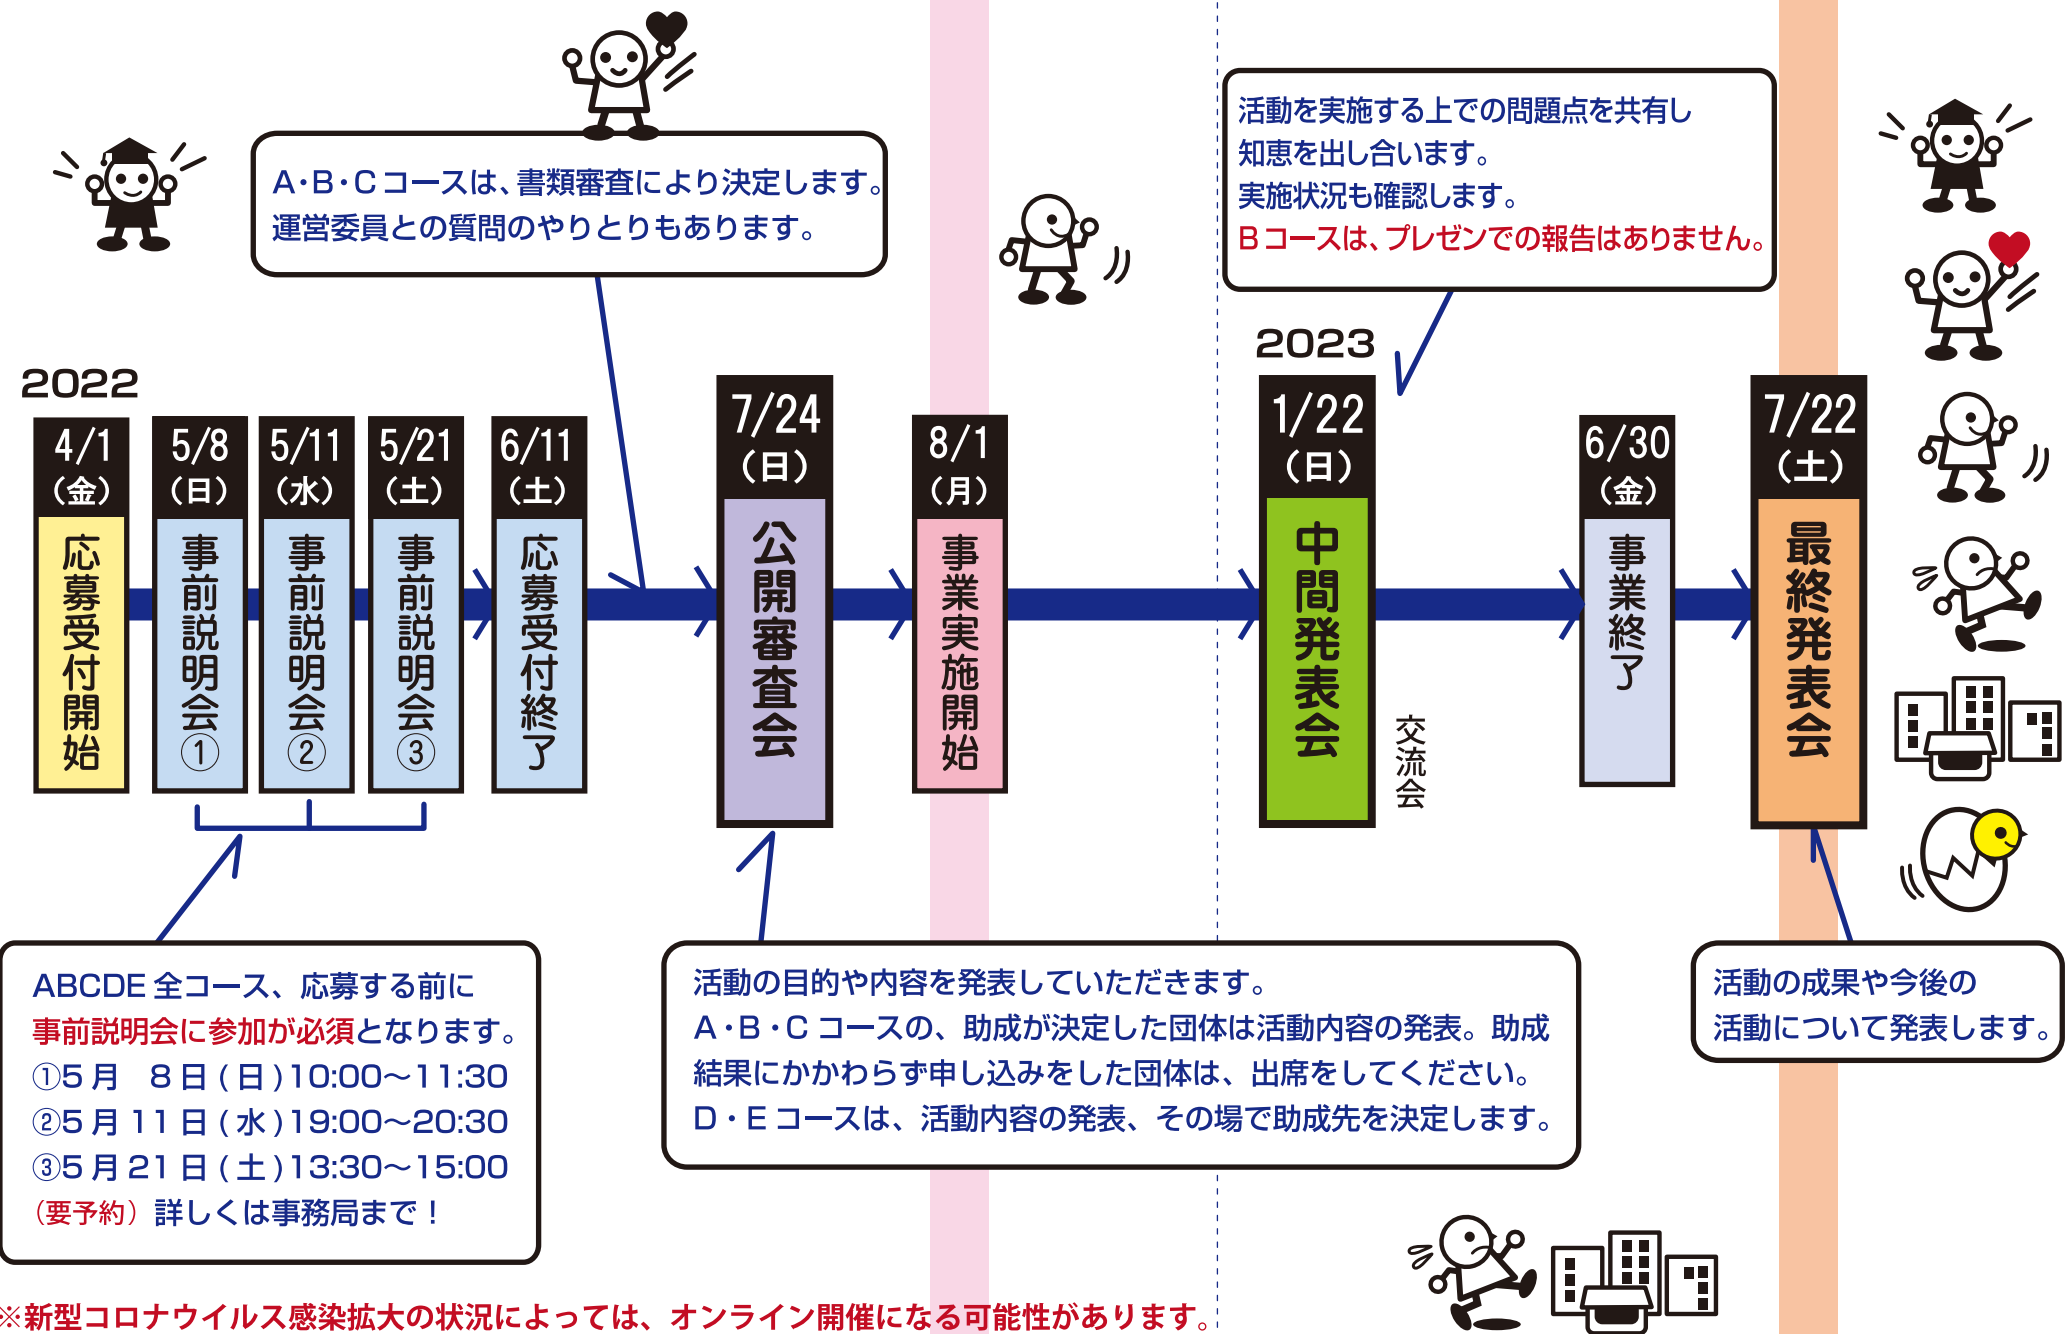 A・B・Cコースは、書類審査により決定します。
運営委員との質問のやりとりもあります。
活動を実施する上での問題点を共有し
知恵を出し合います。
実施状況も確認します。
Bコースは、プレゼンでの報告はありません。
2022
4/1
（金）
応募受付開始
5/8
（日）
事前説明会①
5/11
（水）
事前説明会②
5/21
（土）
事前説明会③
6/11
（土）
応募受付終了
7/24
（日）
公開審査会
8/1
（月）
事業実施開始
2023
1/22
（日）
中間発表会
交流会
6/30
（金）
事業終了
7/22
（土）
最終発表会
ABCDE 全コース、応募する前に
事前説明会に参加が必須となります。
①5月　8日(日)10:00～11:30
②5月11日(水)19:00～20:30
③5月21日(土)13:30～15:00
（要予約）詳しくは事務局まで！
活動の目的や内容を発表していただきます。
A・B・Cコースの、助成が決定した団体は活動内容の発表。助成
結果にかかわらず申し込みをした団体は、出席をしてください。
D・Eコースは、活動内容の発表、その場で助成先を決定します。
活動の成果や今後の
活動について発表します。
※新型コロナウイルス感染拡大の状況によっては、オンライン開催になる可能性があります。